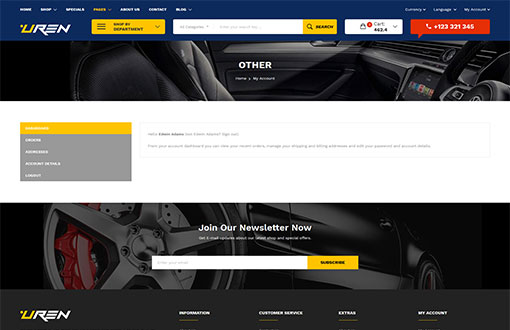 HOME SHOP SPECIALS PAGES ABOUT US CONTACT BLOG Currency Language My Account
UREN
SHOP BY
DEPARTMENT
All Categories
Enter your search key ...
SEARCH
Cart:
462.4
+123 321 345
OTHER
Home > My Account
DASHBOARD
ORDERS
ADDRESSES
ACCOUNT DETAILS
LOGOUT
Hello Edwin Adams (not Edwin Adams? Sign out)
From your account dashboard you can view your recent orders, manage your shipping and billing addresses and edit your password and account details.
Join Our Newsletter Now
Get E-mail updates about our latest shop and special offers.
Enter your email
SUBSCRIBE
UREN
INFORMATION
CUSTOMER SERVICE
EXTRAS
MY ACCOUNT